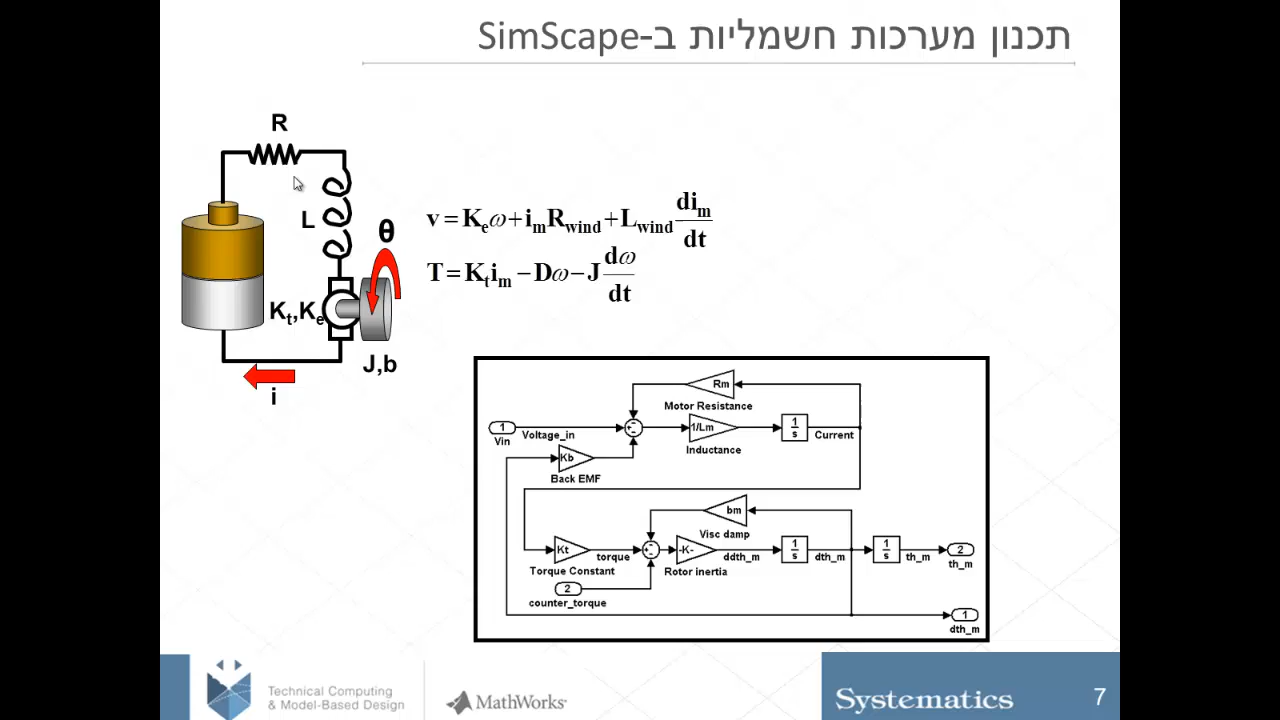 תכנון מערכות חשמליות ב-SimScape
R
L
θ
Kt,Ke
J,b
i
v = Keω + imRwind + Lwind dim/dt
T = Ktim − Dω − J dω/dt
Rm
Motor Resistance
1
Vin
Voltage_in
1/Lm
Inductance
1/s
Current
Kb
Back EMF
bm
Visc damp
Kt
Torque Constant
torque
-K-
Rotor inertia
ddth_m
1/s
dth_m
1/s
th_m
2
th_m
2
counter_torque
1
dth_m
Technical Computing
& Model-Based Design
MathWorks
Systematics
7